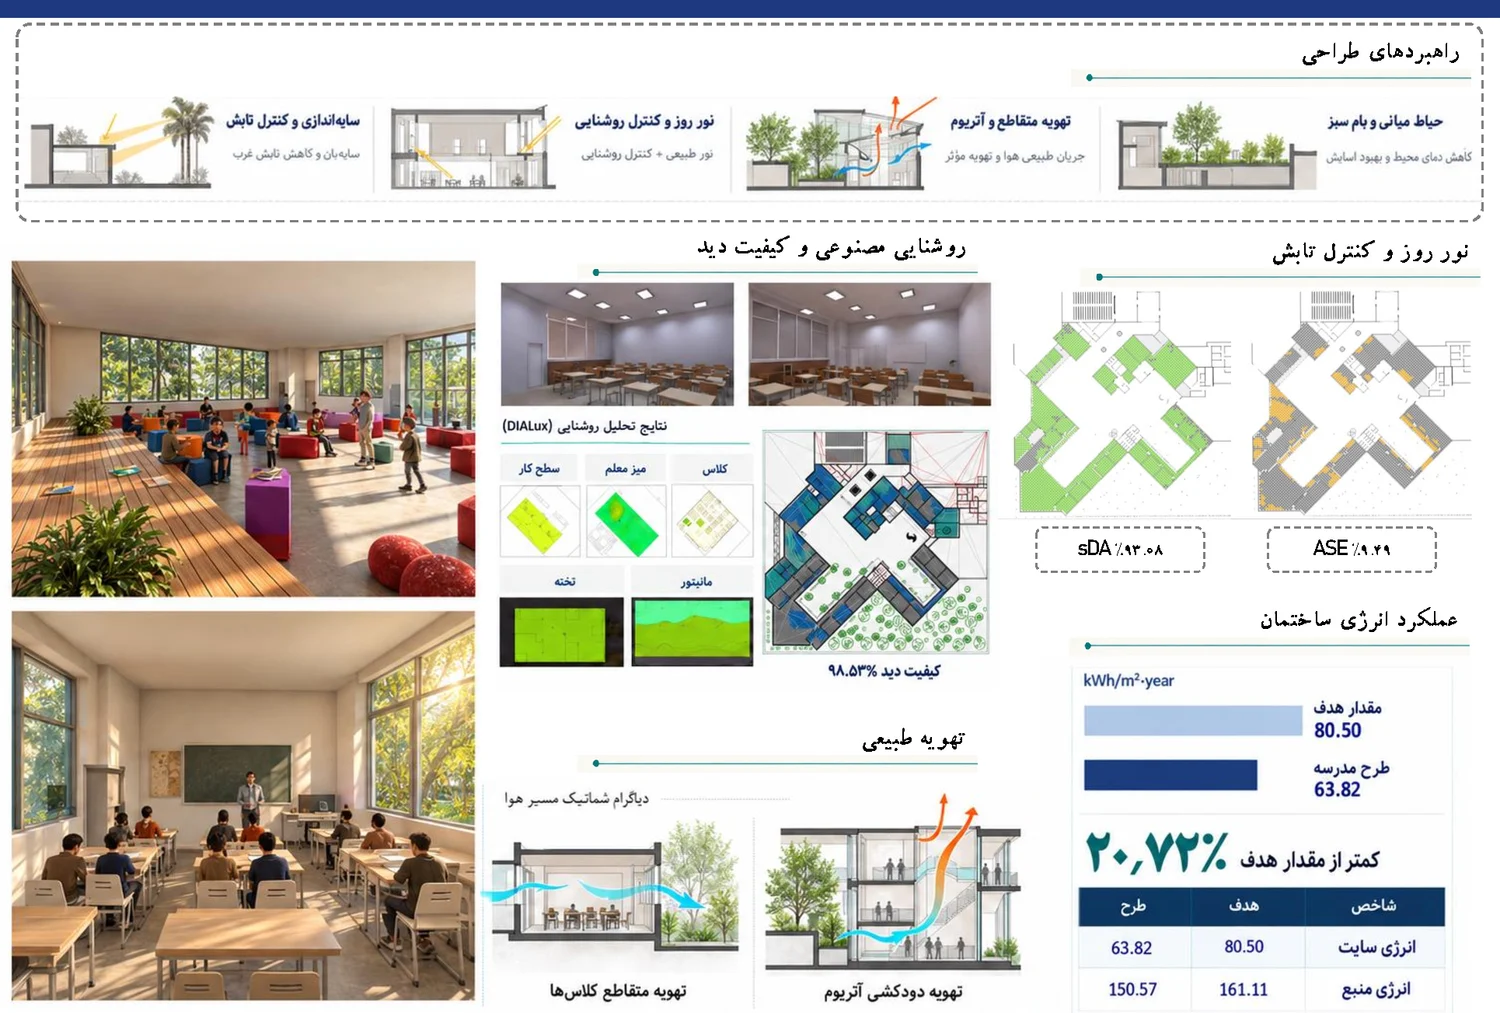 راهبردهای طراحی
حیاط میانی و بام سبز
کاهش دمای محیط و بهبود آسایش
تهویه متقاطع و آتریوم
جریان طبیعی هوا و تهویه مؤثر
نور روز و کنترل روشنایی
نور طبیعی + کنترل روشنایی
سایه‌اندازی و کنترل تابش
سایه‌بان و کاهش تابش غرب
نور روز و کنترل تابش
sDA ٪۹۳.۰۸
ASE ٪۹.۴۹
روشنایی مصنوعی و کیفیت دید
نتایج تحلیل روشنایی (DIALux)
کلاس
میز معلم
سطح کار
مانیتور
تخته
کیفیت دید ۹۸.۵۳%
عملکرد انرژی ساختمان
kWh/m²·year
مقدار هدف
80.50
طرح مدرسه
63.82
۲۰,۷۲% کمتر از مقدار هدف
شاخص هدف طرح
انرژی سایت 80.50 63.82
انرژی منبع 161.11 150.57
تهویه طبیعی
دیاگرام شماتیک مسیر هوا
تهویه دودکشی آتریوم
تهویه متقاطع کلاس‌ها